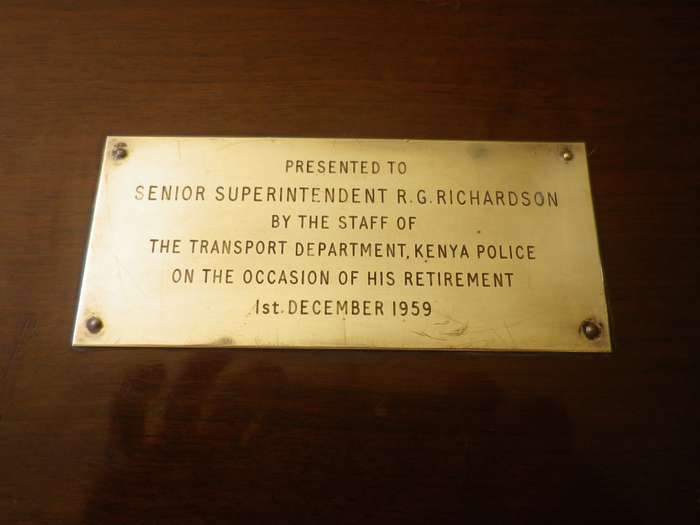 PRESENTED TO
SENIOR SUPERINTENDENT R.G.RICHARDSON
BY THE STAFF OF
THE TRANSPORT DEPARTMENT, KENYA POLICE
ON THE OCCASION OF HIS RETIREMENT
1st. DECEMBER 1959